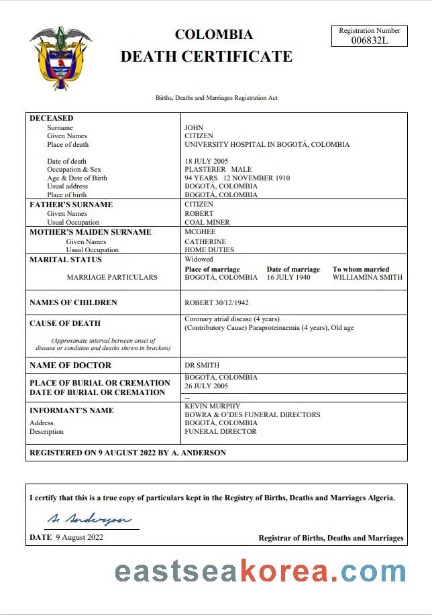 COLOMBIA
DEATH CERTIFICATE
Registration Number
006832L
Births, Deaths and Marriages Registration Act
DECEASED
Surname JOHN
Given Names CITIZEN
Place of death UNIVERSITY HOSPITAL IN BOGOTÁ, COLOMBIA
Date of death 18 JULY 2005
Occupation & Sex PLASTERER MALE
Age & Date of Birth 94 YEARS 12 NOVEMBER 1910
Usual address BOGOTÁ, COLOMBIA
Place of birth BOGOTÁ, COLOMBIA
FATHER'S SURNAME CITIZEN
Given Names ROBERT
Usual Occupation COAL MINER
MOTHER'S MAIDEN SURNAME MCGHEE
Given Names CATHERINE
Usual Occupation HOME DUTIES
MARITAL STATUS Widowed
Place of marriage Date of marriage To whom married
MARRIAGE PARTICULARS BOGOTÁ, COLOMBIA 16 JULY 1940 WILLIAMINA SMITH
NAMES OF CHILDREN ROBERT 30/12/1942
CAUSE OF DEATH Coronary atrial disease (4 years)
(Contributory Cause) Paraproteinaemia (4 years), Old age
(Approximate interval between onset of
disease or condition and deaths shown in brackets)
NAME OF DOCTOR DR SMITH
PLACE OF BURIAL OR CREMATION BOGOTÁ, COLOMBIA
DATE OF BURIAL OR CREMATION 26 JULY 2005
--
INFORMANT'S NAME KEVIN MURPHY
BOWRA & O'DES FUNERAL DIRECTORS
Address BOGOTÁ, COLOMBIA
Description FUNERAL DIRECTOR
REGISTERED ON 9 AUGUST 2022 BY A. ANDERSON
I certify that this is a true copy of particulars kept in the Registry of Births, Deaths and Marriages Algeria.
A. Anderson
DATE 9 August 2022 Registrar of Births, Deaths and Marriages
eastseakorea.com